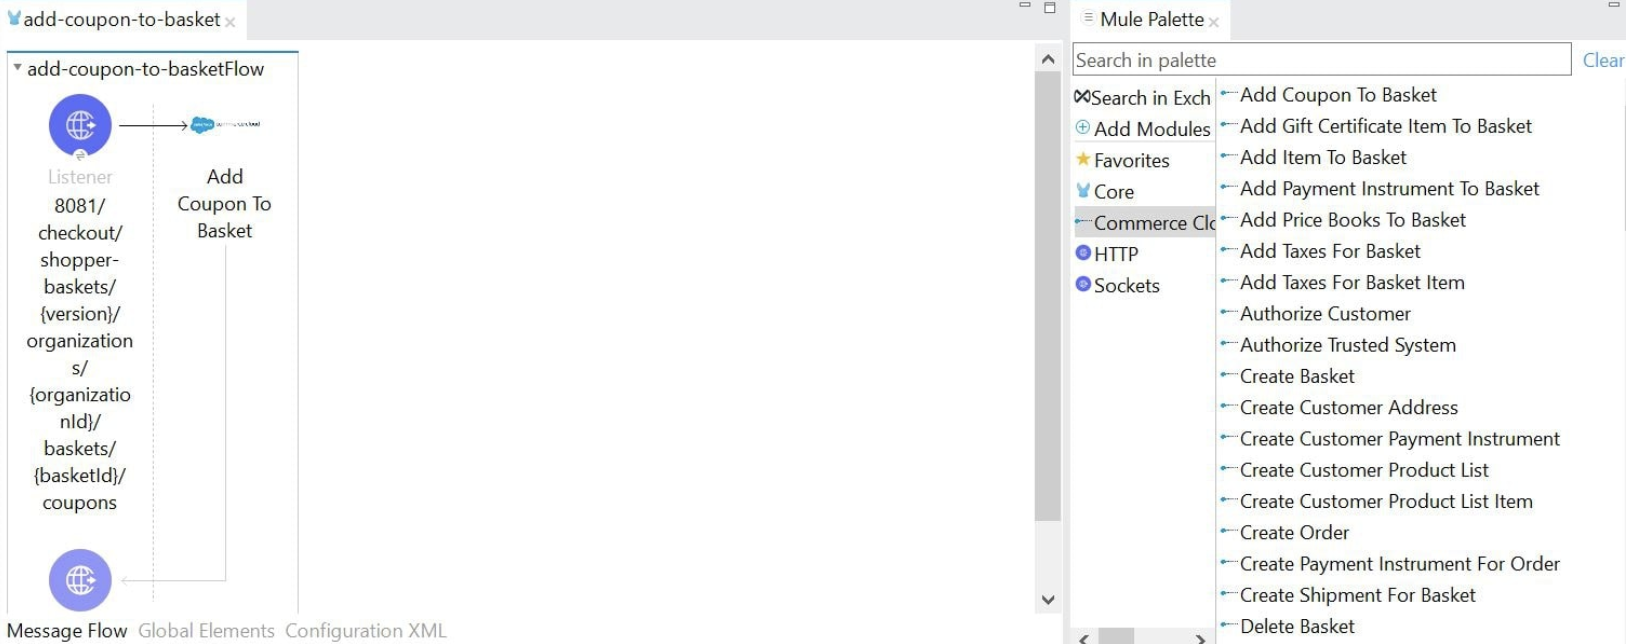 add-coupon-to-basket
add-coupon-to-basketFlow
Listener
8081/
checkout/
shopper-
baskets/
{version}/
organization
s/
{organizatio
nId}/
baskets/
{basketId}/
coupons
Add
Coupon To
Basket
Message Flow Global Elements Configuration XML
Mule Palette
Search in palette
Clear
Search in Exch
Add Modules
Favorites
Core
Commerce Clo
HTTP
Sockets
Add Coupon To Basket
Add Gift Certificate Item To Basket
Add Item To Basket
Add Payment Instrument To Basket
Add Price Books To Basket
Add Taxes For Basket
Add Taxes For Basket Item
Authorize Customer
Authorize Trusted System
Create Basket
Create Customer Address
Create Customer Payment Instrument
Create Customer Product List
Create Customer Product List Item
Create Order
Create Payment Instrument For Order
Create Shipment For Basket
Delete Basket